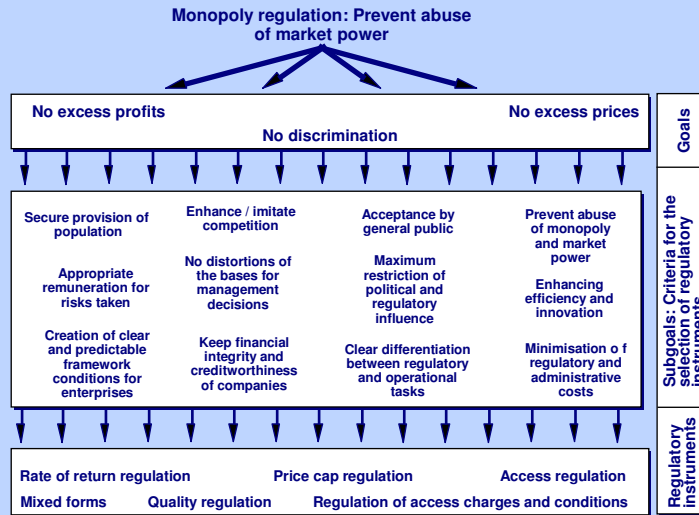 Monopoly regulation: Prevent abuse
of market power
No excess profits
No excess prices
No discrimination
Goals
Secure provision of
population
Enhance / imitate
competition
Acceptance by
general public
Prevent abuse
of monopoly
and market
power
Appropriate
remuneration for
risks taken
No distortions of
the bases for
management
decisions
Maximum
restriction of
political and
regulatory
influence
Enhancing
efficiency and
innovation
Creation of clear
and predictable
framework
conditions for
enterprises
Keep financial
integrity and
creditworthiness
of companies
Clear differentiation
between regulatory
and operational
tasks
Minimisation o f
regulatory and
administrative
costs
Subgoals: Criteria for the
selection of regulatory
instruments
Rate of return regulation
Price cap regulation
Access regulation
Mixed forms
Quality regulation
Regulation of access charges and conditions
Regulatory
instruments